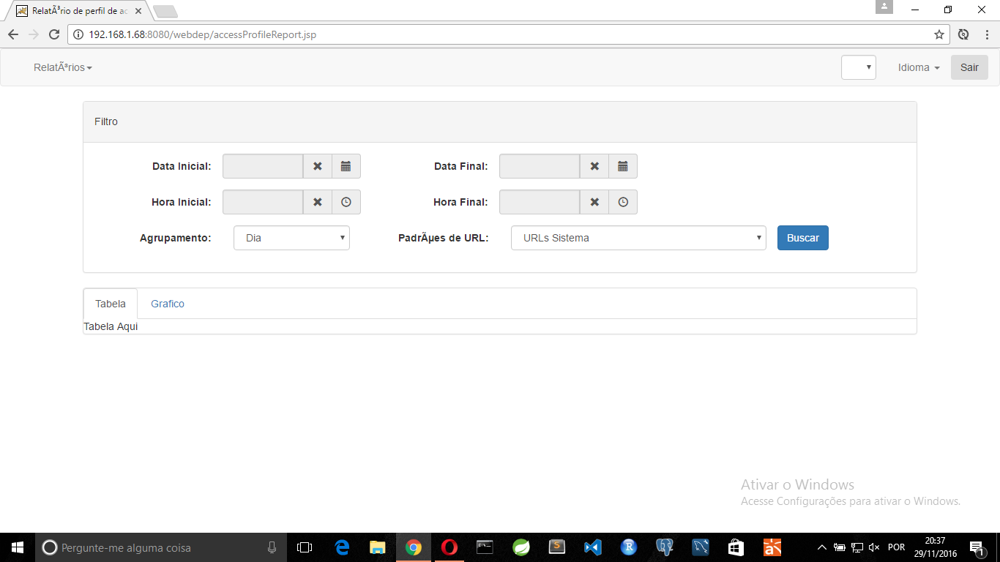 RelatÃ³rio de perfil de ac
192.168.1.68:8080/webdep/accessProfileReport.jsp
RelatÃ³rios
Idioma
Sair
Filtro
Data Inicial:
Data Final:
Hora Inicial:
Hora Final:
Agrupamento:
Dia
PadrÃµes de URL:
URLs Sistema
Buscar
Tabela
Grafico
Tabela Aqui
Ativar o Windows
Acesse Configurações para ativar o Windows.
Pergunte-me alguma coisa
POR
20:37
29/11/2016
1